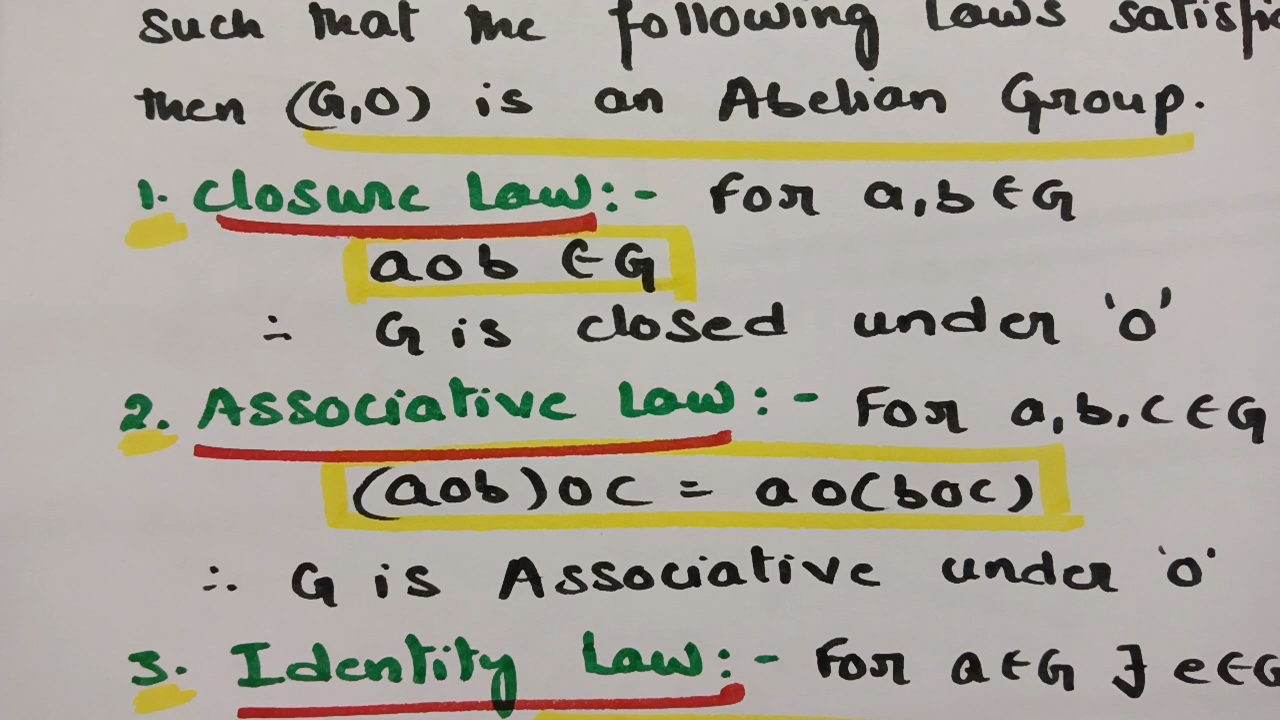 Such that the following Laws
then (G,o) is an Abelian Group.
1. Closure Law:- For a,b ∈ G
aob ∈ G
∴ G is closed under 'o'
2. Associative Law:- For a,b,c ∈ G
(aob)oc = ao(boc)
∴ G is Associative under 'o'
3. Identity Law:- For a ∈ G ∃ e ∈ G